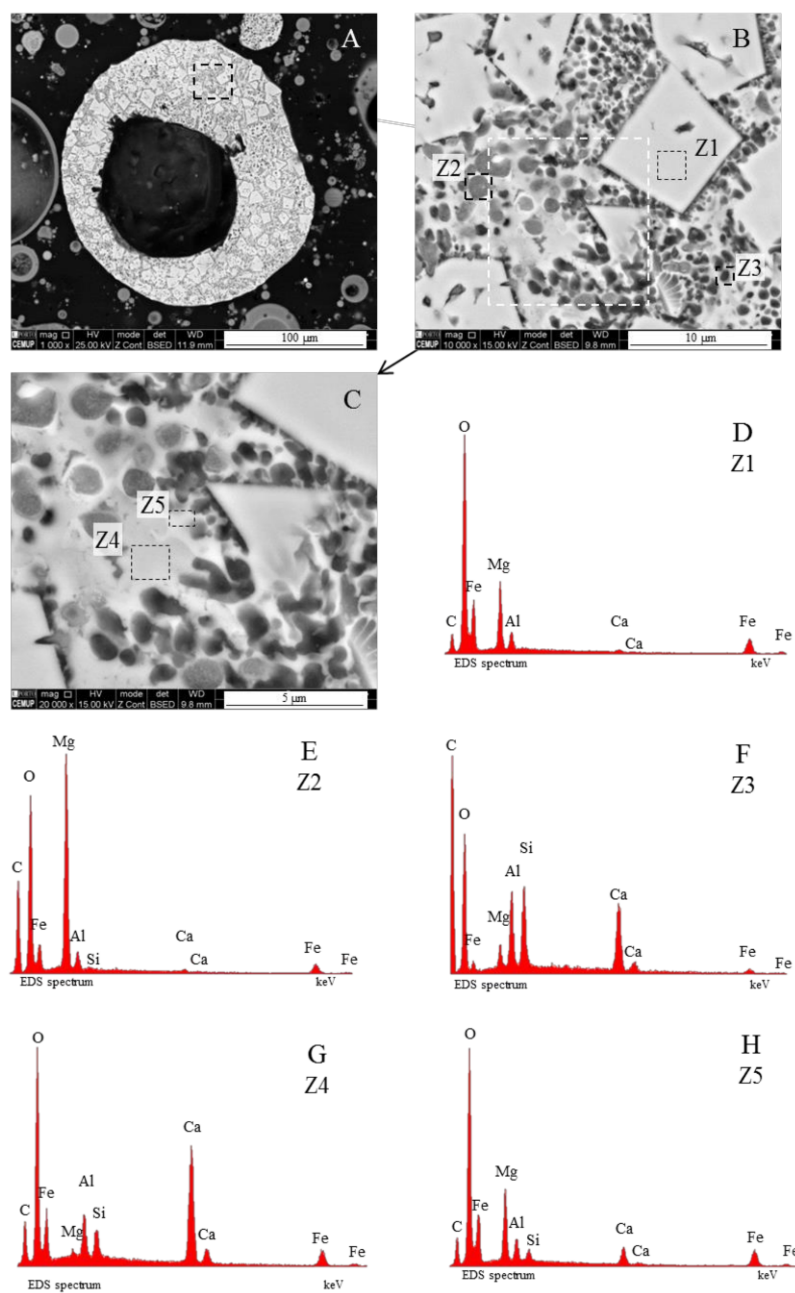 A
mag □ HV mode det WD
CEMUP 1 000 x 25.00 kV Z Cont BSED 11.9 mm 100 µm
B
Z1
Z2
Z3
mag □ HV mode det WD
CEMUP 10 000 x 15.00 kV Z Cont BSED 9.8 mm 10 µm
C
Z5
Z4
mag □ HV mode det WD
CEMUP 20 000 x 15.00 kV Z Cont BSED 9.8 mm 5 µm
D
Z1
O
Fe
Mg
C
Al
Ca
Ca
Fe
Fe
EDS spectrum keV
E
Z2
Mg
O
C
Fe
Al
Si
Ca
Ca
Fe
Fe
EDS spectrum keV
F
Z3
C
O
Si
Al
Mg
Fe
Ca
Ca
Fe
Fe
EDS spectrum keV
G
Z4
O
C
Fe
Mg
Al
Si
Ca
Ca
Fe
Fe
EDS spectrum keV
H
Z5
O
C
Fe
Mg
Al
Si
Ca
Ca
Fe
Fe
EDS spectrum keV